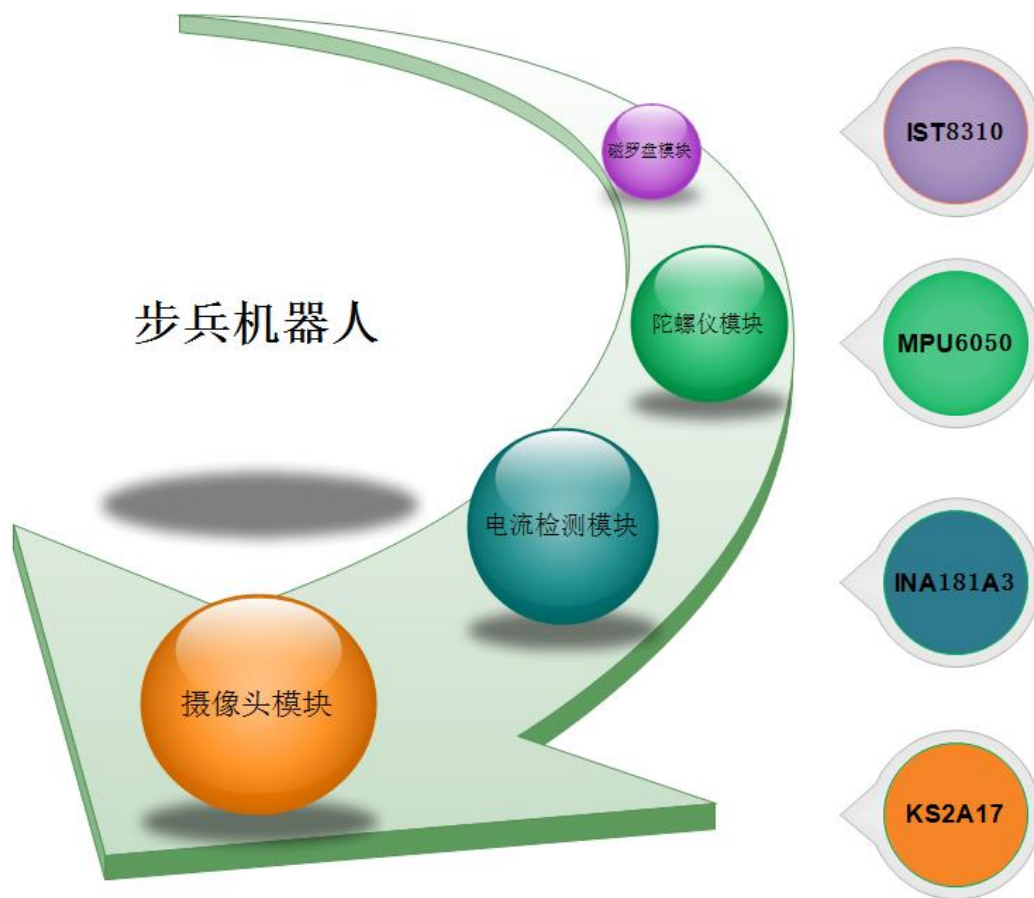 磁罗盘模块
IST8310
步兵机器人
陀螺仪模块
MPU6050
电流检测模块
INA181A3
摄像头模块
KS2A17